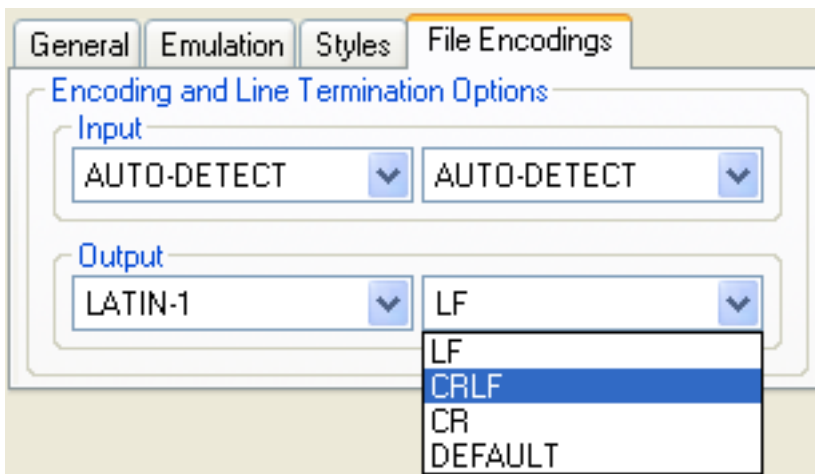 General Emulation Styles File Encodings
Encoding and Line Termination Options
Input
AUTO-DETECT AUTO-DETECT
Output
LATIN-1 LF
LF
CRLF
CR
DEFAULT